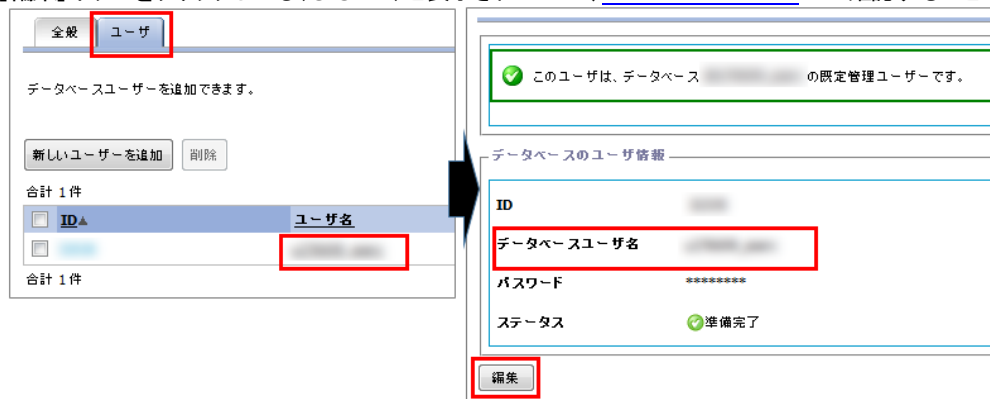 全般
ユーザ
データベースユーザーを追加できます。
新しいユーザーを追加
削除
合計 1件
ID▲
ユーザ名
合計 1件
このユーザは、データベース の既定管理ユーザーです。
データベースのユーザ情報
ID
データベースユーザ名
パスワード
********
ステータス
準備完了
編集